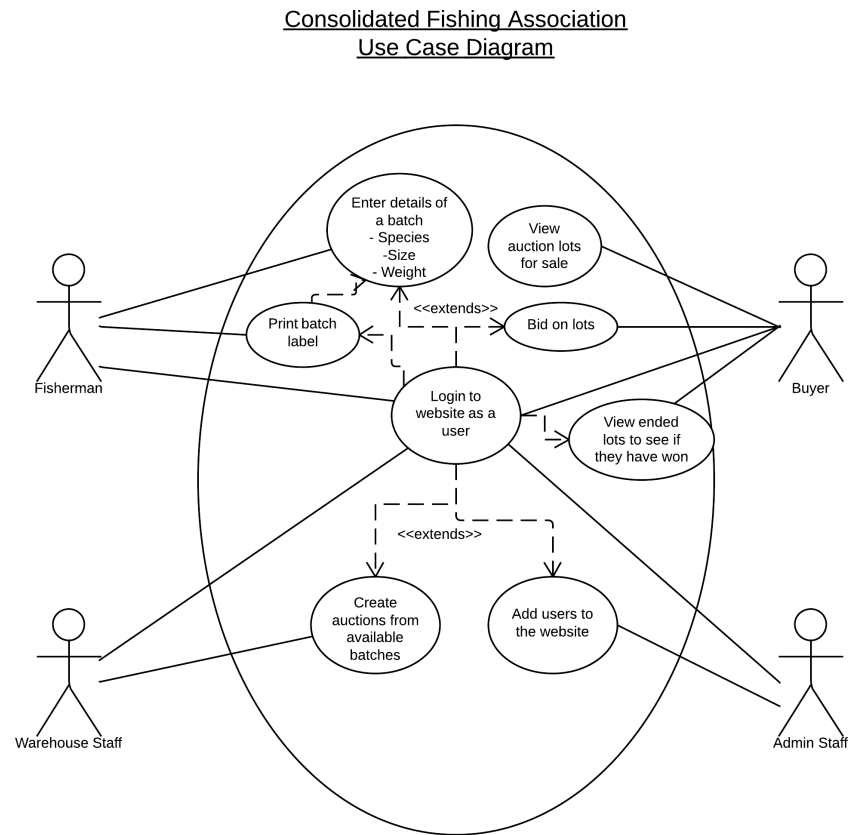 Consolidated Fishing Association
Use Case Diagram
Enter details of
a batch
- Species
-Size
- Weight
View
auction lots
for sale
<<extends>>
Print batch
label
Bid on lots
Fisherman
Buyer
Login to
website as a
user
View ended
lots to see if
they have won
<<extends>>
Create
auctions from
available
batches
Add users to
the website
Warehouse Staff
Admin Staff